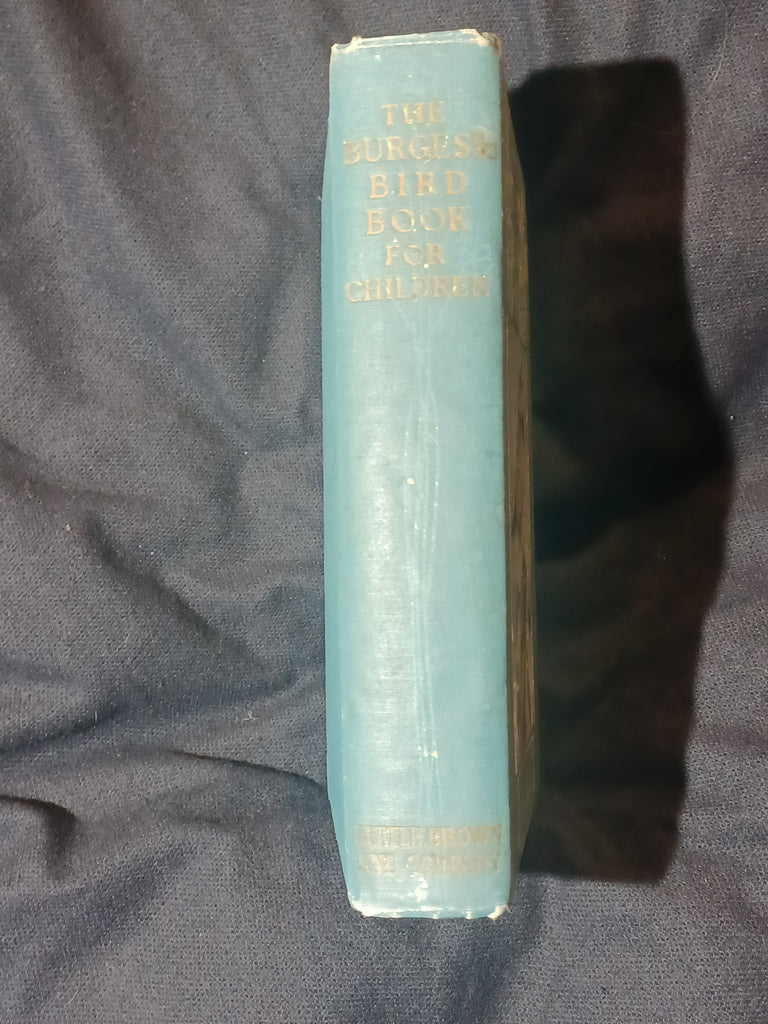 THE
BURGESS
BIRD
BOOK
FOR
CHILDREN
LITTLE, BROWN
AND COMPANY